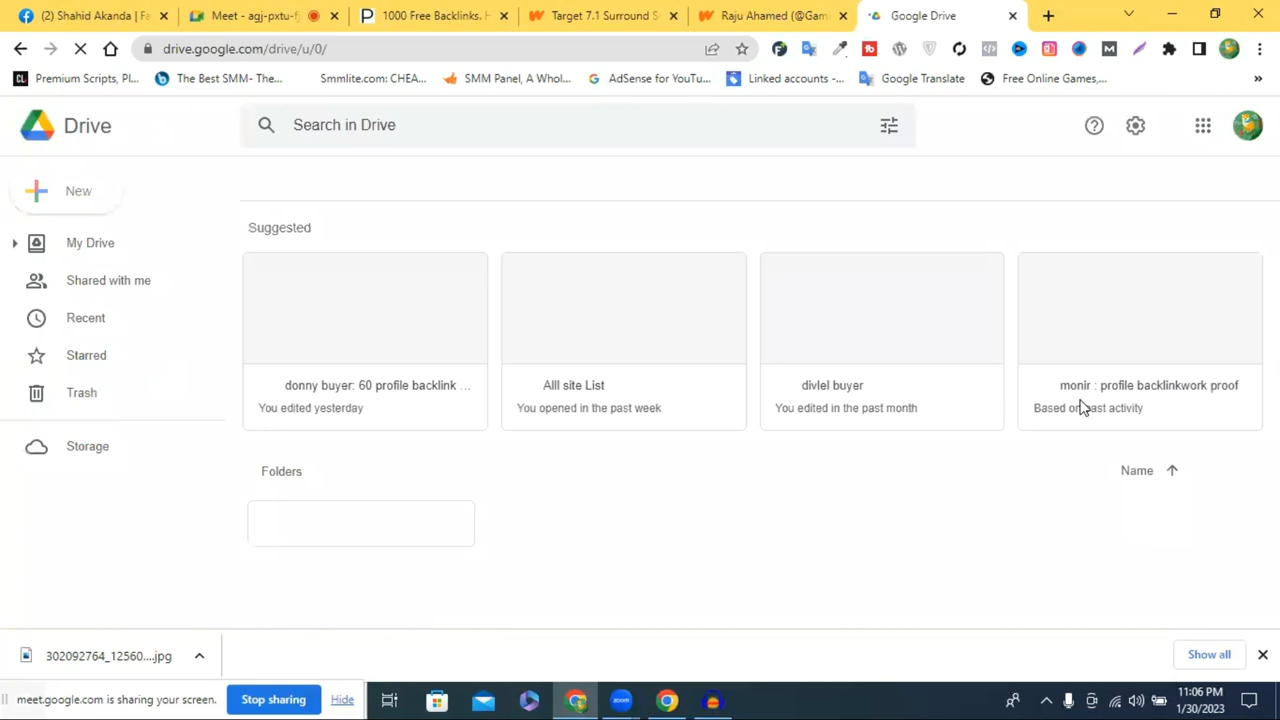 (2) Shahid Akanda | Fa
Meet - agj-pxtu-fj
1000 Free Backlinks. H
Target 7.1 Surround S
Raju Ahamed (@Gam
Google Drive
drive.google.com/drive/u/0/
Premium Scripts, Pl...
The Best SMM- The...
Smmlite.com: CHEA...
SMM Panel, A Whol...
AdSense for YouTu...
Linked accounts -...
Google Translate
Free Online Games,...
»
Drive
Search in Drive
New
My Drive
Shared with me
Recent
Starred
Trash
Storage
Suggested
donny buyer: 60 profile backlink ...
You edited yesterday
Alll site List
You opened in the past week
divlel buyer
You edited in the past month
monir : profile backlinkwork proof
Based on past activity
Folders
Name
302092764_12560....jpg
Show all
meet.google.com is sharing your screen.
Stop sharing
Hide
zoom
11:06 PM
1/30/2023